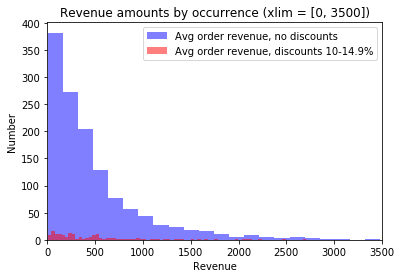 Revenue amounts by occurrence (xlim = [0, 3500])
Avg order revenue, no discounts
Avg order revenue, discounts 10-14.9%
Number
400
350
300
250
200
150
100
50
0
0 500 1000 1500 2000 2500 3000 3500
Revenue